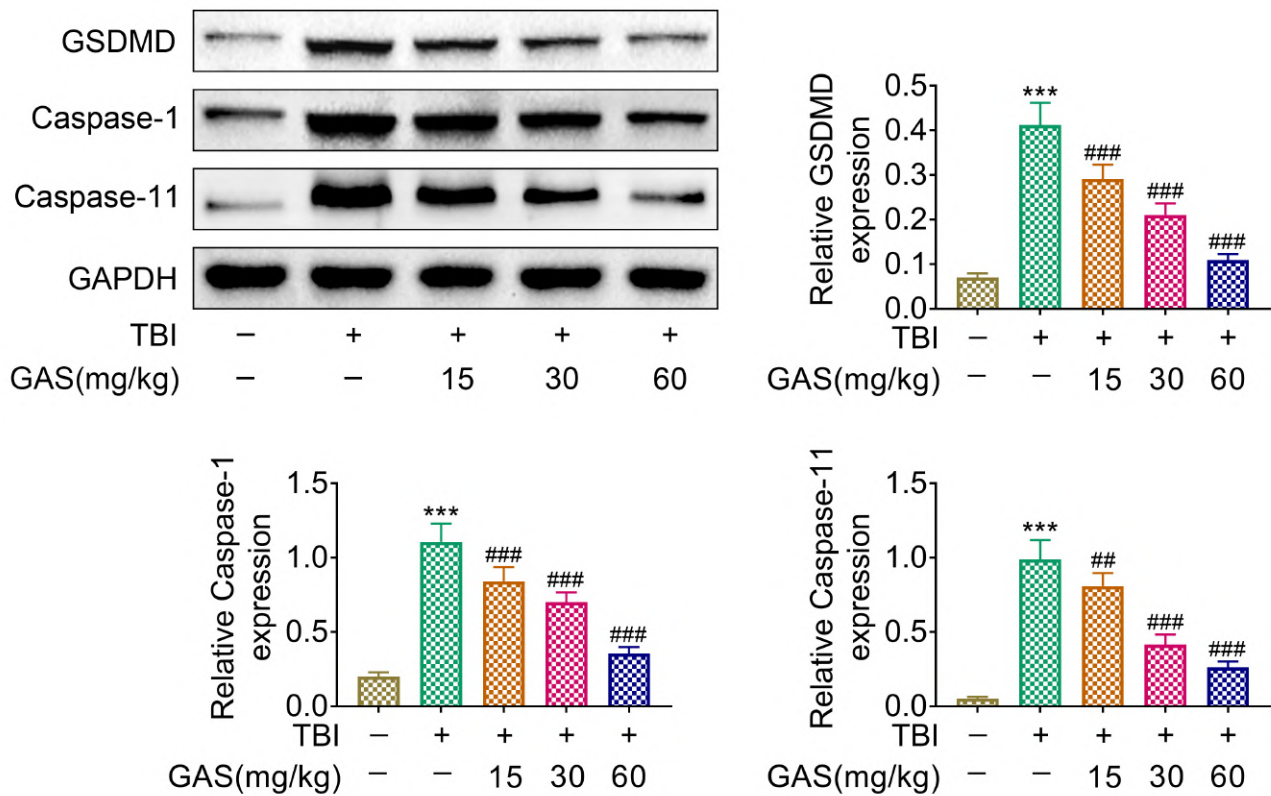 GSDMD
Caspase-1
Caspase-11
GAPDH
TBI – + + + +
GAS(mg/kg) – – 15 30 60
Relative GSDMD
expression
0.5
0.4
0.3
0.2
0.1
0.0
***
###
###
###
TBI – + + + +
GAS(mg/kg) – – 15 30 60
Relative Caspase-1
expression
1.5
1.0
0.5
0.0
***
###
###
###
TBI – + + + +
GAS(mg/kg) – – 15 30 60
Relative Caspase-11
expression
1.5
1.0
0.5
0.0
***
##
###
###
TBI – + + + +
GAS(mg/kg) – – 15 30 60